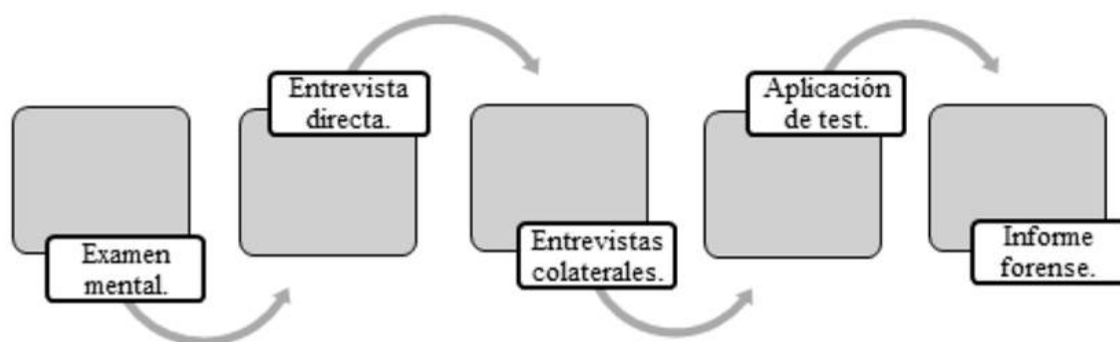 Examen
mental.
Entrevista
directa.
Entrevistas
colaterales.
Aplicación
de test.
Informe
forense.